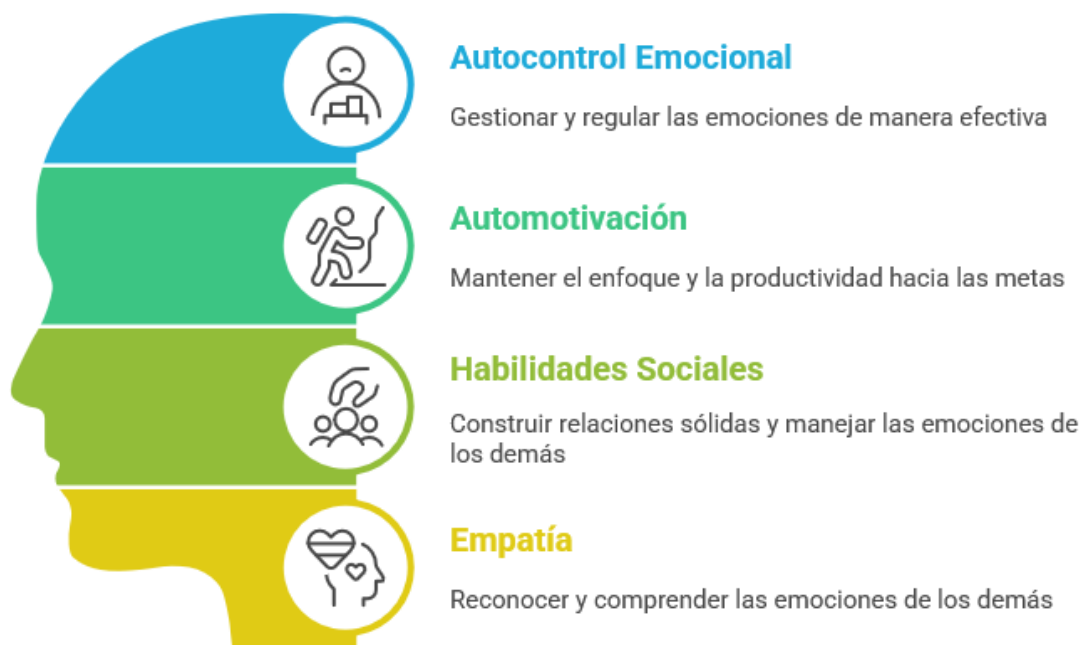 Autocontrol Emocional
Gestionar y regular las emociones de manera efectiva
Automotivación
Mantener el enfoque y la productividad hacia las metas
Habilidades Sociales
Construir relaciones sólidas y manejar las emociones de
los demás
Empatía
Reconocer y comprender las emociones de los demás